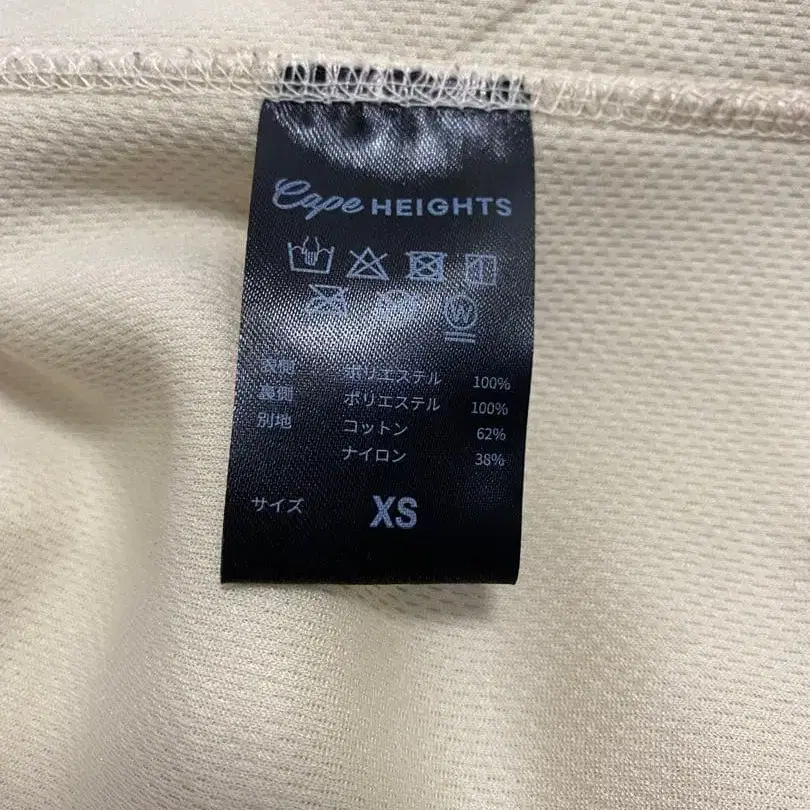 Cape HEIGHTS
表側 ポリエステル 100%
裏側 ポリエステル 100%
別地 コットン 62%
ナイロン 38%
サイズ XS